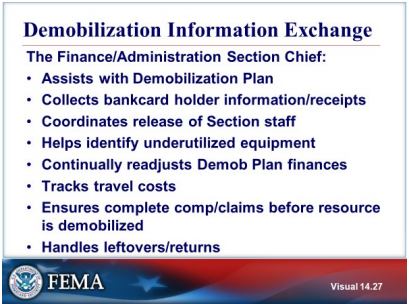 Demobilization Information Exchange
The Finance/Administration Section Chief:
• Assists with Demobilization Plan
• Collects bankcard holder information/receipts
• Coordinates release of Section staff
• Helps identify underutilized equipment
• Continually readjusts Demob Plan finances
• Tracks travel costs
• Ensures complete comp/claims before resource
is demobilized
• Handles leftovers/returns
FEMA
Visual 14.27